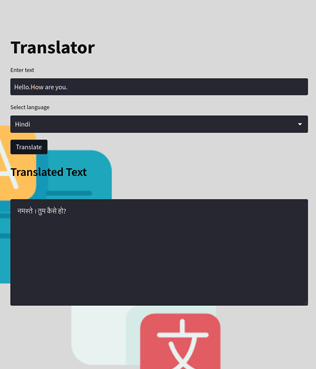 Translator
Enter text
Hello.How are you.
Select language
Hindi
Translate
Translated Text
नमस्ते । तुम कैसे हो?
文